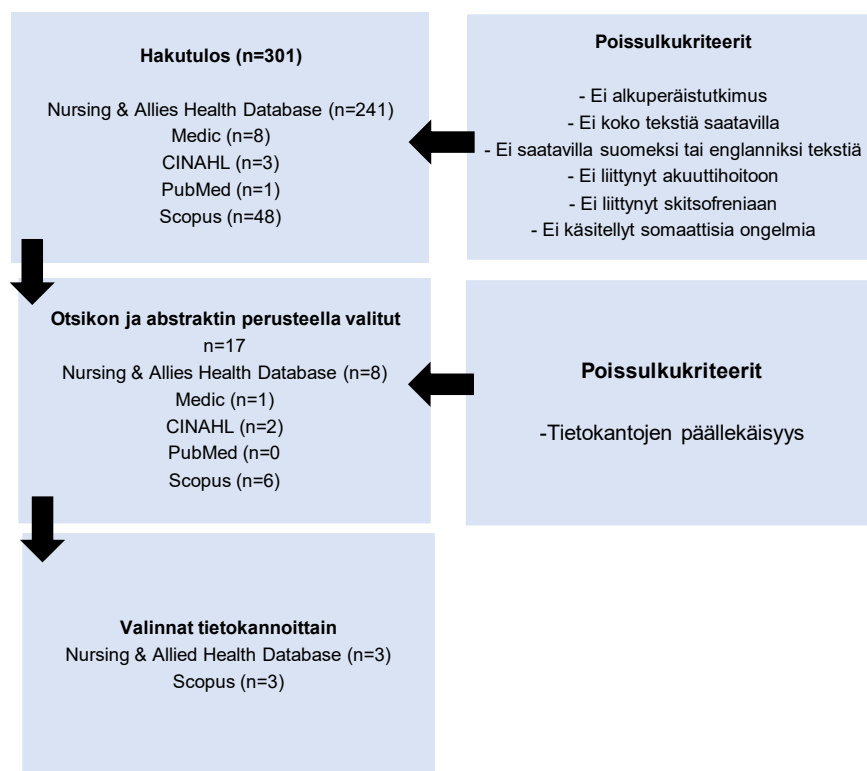 Hakutulos (n=301)
Nursing & Allies Health Database (n=241)
Medic (n=8)
CINAHL (n=3)
PubMed (n=1)
Scopus (n=48)
Poissulkukriteerit
- Ei alkuperäistutkimus
- Ei koko tekstiä saatavilla
- Ei saatavilla suomeksi tai englanniksi tekstiä
- Ei liittynyt akuuttihoitoon
- Ei liittynyt skitsofreniaan
- Ei käsitellyt somaattisia ongelmia
Otsikon ja abstraktin perusteella valitut
n=17
Nursing & Allies Health Database (n=8)
Medic (n=1)
CINAHL (n=2)
PubMed (n=0
Scopus (n=6)
Poissulkukriteerit
-Tietokantojen päällekäisyys
Valinnat tietokannoittain
Nursing & Allied Health Database (n=3)
Scopus (n=3)